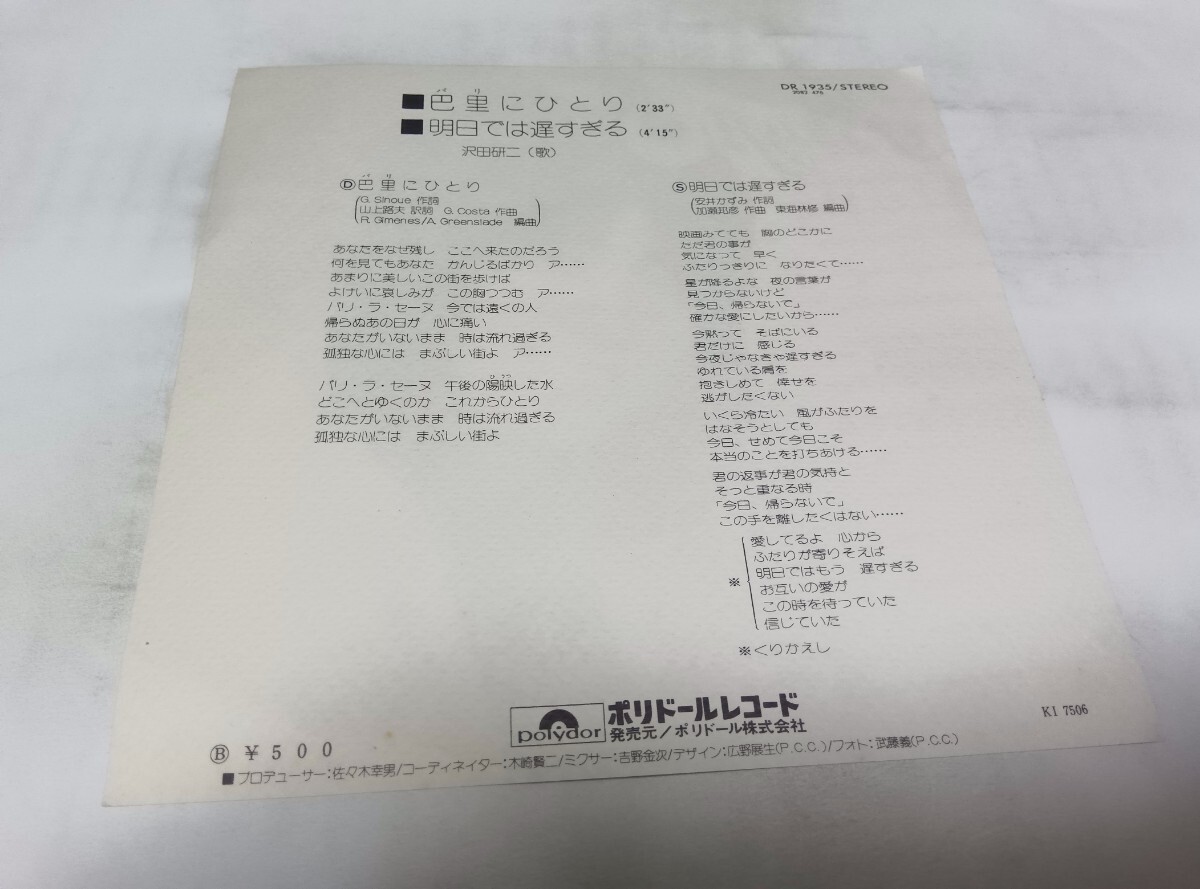 DR 1935/STEREO
2092 476
パ リ
■巴里にひとり (2'33")
■明日では遅すぎる (4'15")
沢田研二(歌)
パ リ
Ⓓ巴里にひとり
G. Sinoue 作詞
山上路夫 訳詞 G. Costa 作曲
R. Gimenes/A. Greenslade 編曲
あなたをなぜ残し ここへ来たのだろう
何を見てもあなた かんじるばかり ア……
あまりに美しいこの街を歩けば
よけいに哀しみが この胸つつむ ア……
パリ・ラ・セーヌ 今では遠くの人
帰らぬあの日が 心に痛い
あなたがいないまま 時は流れ過ぎる
孤独な心には まぶしい街よ ア……
パリ・ラ・セーヌ 午後の陽映した水
どこへとゆくのか これからひとり
あなたがいないまま 時は流れ過ぎる
孤独な心には まぶしい街よ
Ⓢ明日では遅すぎる
安井かずみ 作詞
加瀬邦彦 作曲 東海林修 編曲
映画みてても 胸のどこかに
ただ君の事が
気になって 早く
ふたりっきりに なりたくて……
星が降るよな 夜の言葉が
見つからないけど
「今日、帰らないで」
確かな愛にしたいから……
今黙って そばにいる
君だけに 感じる
今夜じゃなきゃ遅すぎる
ゆれている肩を
抱きしめて 倖せを
逃がしたくない
いくら冷たい 風がふたりを
はなそうとしても
今日、せめて今日こそ
本当のことを打ちあける……
君の返事が君の気持と
そっと重なる時
「今日、帰らないで」
この手を離したくはない……
愛してるよ 心から
ふたりが寄りそえば
※ 明日ではもう 遅すぎる
お互いの愛が
この時を待っていた
信じていた
※くりかえし
polydor
ポリドールレコード
発売元/ポリドール株式会社
KI 7506
Ⓑ ￥500
■プロデューサー:佐々木幸男/コーディネイター:木崎賢二/ミクサー:吉野金次/デザイン:広野展生(P.C.C.)/フォト:武藤義(P.C.C.)